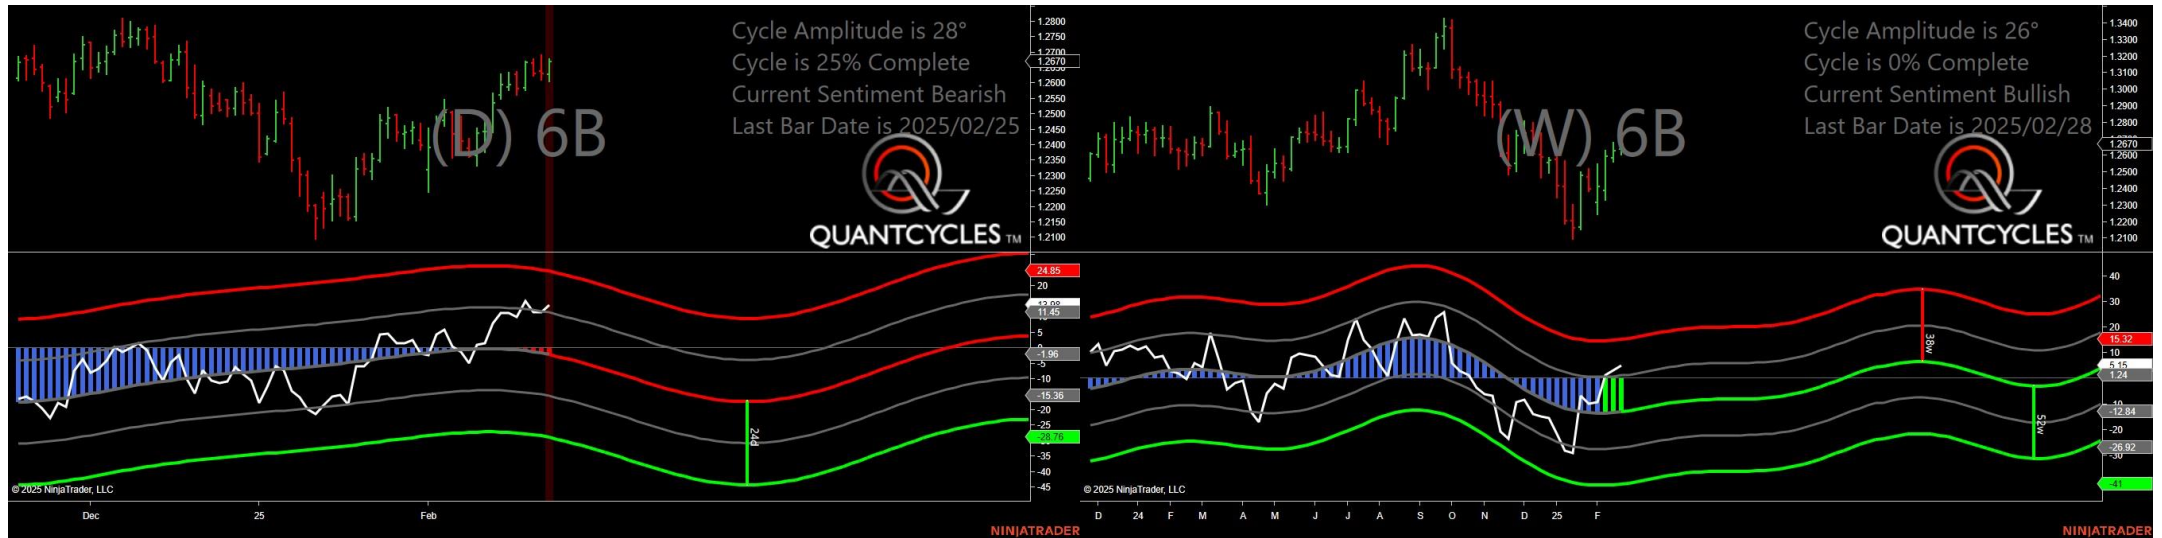 Cycle Amplitude is 28°
Cycle is 25% Complete
Current Sentiment Bearish
Last Bar Date is 2025/02/25
(D) 6B
QUANTCYCLES TM
1.2800
1.2750
1.2700
1.2670
1.2600
1.2550
1.2500
1.2450
1.2400
1.2350
1.2300
1.2250
1.2200
1.2150
1.2100
24.85
20
11.45
5
-1.96
-5
-10
-15.36
-20
-25
-28.76
-35
-40
-45
24d
© 2025 NinjaTrader, LLC
Dec
25
Feb
NINJATRADER
Cycle Amplitude is 26°
Cycle is 0% Complete
Current Sentiment Bullish
Last Bar Date is 2025/02/28
(W) 6B
QUANTCYCLES TM
1.3400
1.3300
1.3200
1.3100
1.3000
1.2900
1.2800
1.2670
1.2600
1.2500
1.2400
1.2300
1.2200
1.2100
40
30
20
15.32
10
5.15
1.24
-12.84
-20
-26.92
-41
38w
52w
© 2025 NinjaTrader, LLC
D 24 F M A M J J A S O N D 25 F
NINJATRADER